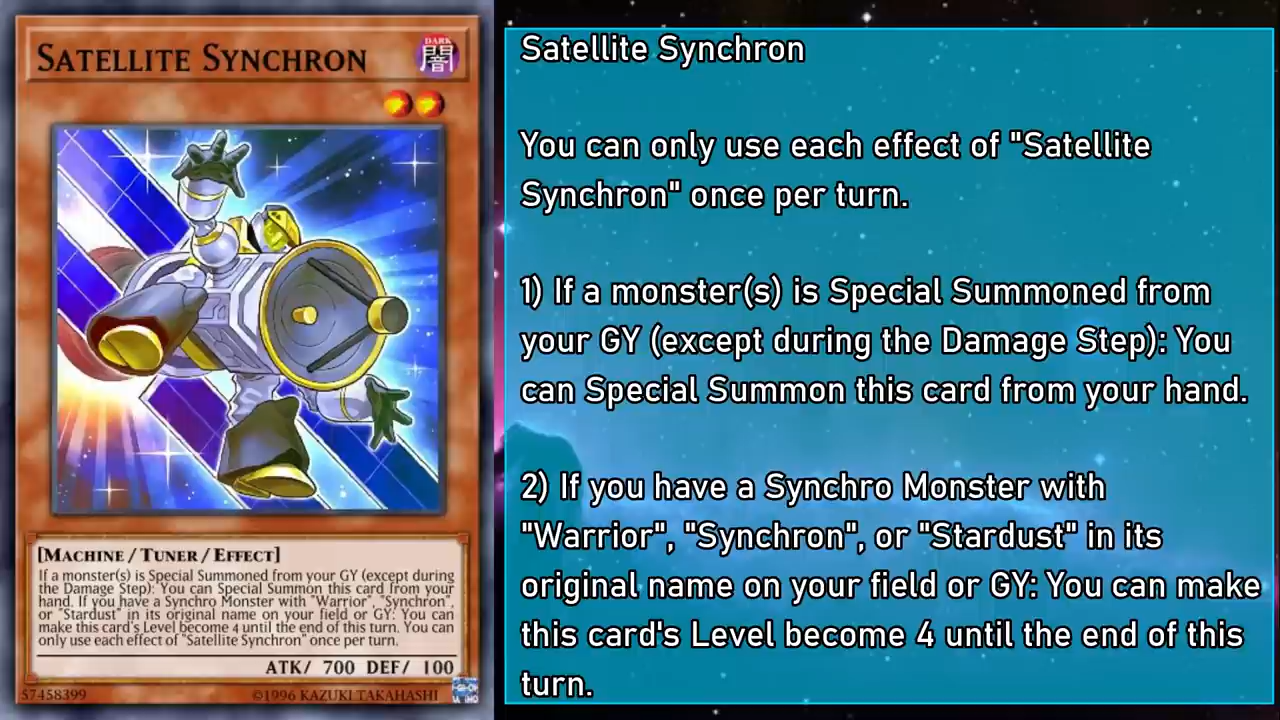 SATELLITE SYNCHRON
DARK
闇
[MACHINE / TUNER / EFFECT]
If a monster(s) is Special Summoned from your GY (except during
the Damage Step): You can Special Summon this card from your
hand. If you have a Synchro Monster with "Warrior", "Synchron",
or "Stardust" in its original name on your field or GY: You can
make this card's Level become 4 until the end of this turn. You can
only use each effect of "Satellite Synchron" once per turn.
ATK/ 700 DEF/ 100
57458399
©1996 KAZUKI TAKAHASHI
Satellite Synchron
You can only use each effect of "Satellite
Synchron" once per turn.
1) If a monster(s) is Special Summoned from
your GY (except during the Damage Step): You
can Special Summon this card from your hand.
2) If you have a Synchro Monster with
"Warrior", "Synchron", or "Stardust" in its
original name on your field or GY: You can make
this card's Level become 4 until the end of this
turn.